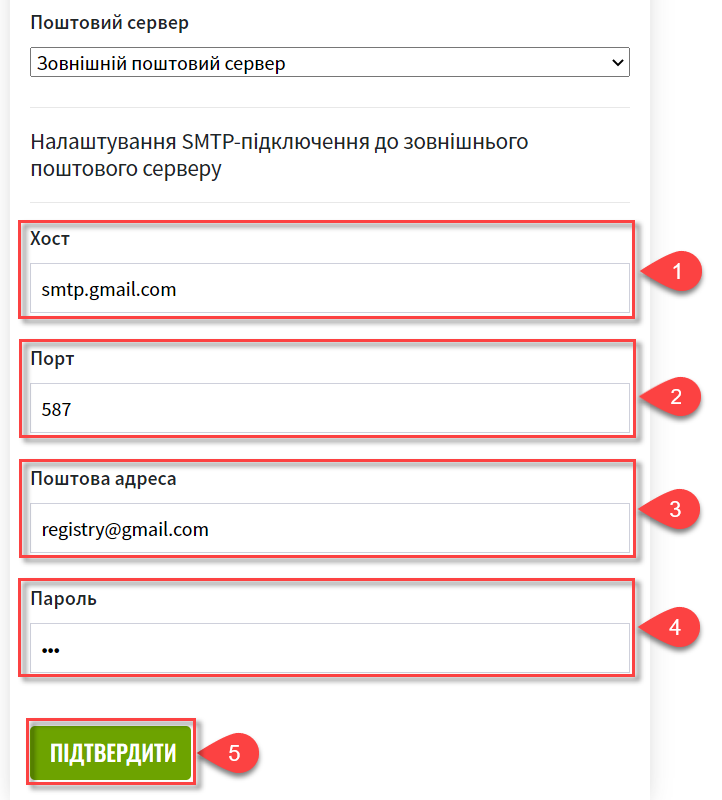 Поштовий сервер
Зовнішній поштовий сервер
Налаштування SMTP-підключення до зовнішнього
поштового серверу
Хост
smtp.gmail.com
1
Порт
587
2
Поштова адреса
registry@gmail.com
3
Пароль
•••
4
ПІДТВЕРДИТИ
5